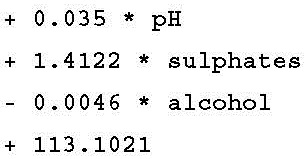 + 0.035 * pH
+ 1.4122 * sulphates
- 0.0046 * alcohol
+ 113.1021